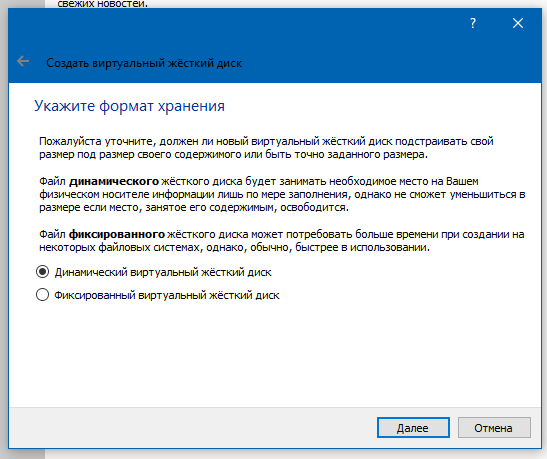 свежих новостей.
?
Создать виртуальный жёсткий диск
Укажите формат хранения
Пожалуйста уточните, должен ли новый виртуальный жёсткий диск подстраивать свой
размер под размер своего содержимого или быть точно заданного размера.
Файл динамического жёсткого диска будет занимать необходимое место на Вашем
физическом носителе информации лишь по мере заполнения, однако не сможет уменьшиться в
размере если место, занятое его содержимым, освободится.
Файл фиксированного жёсткого диска может потребовать больше времени при создании на
некоторых файловых системах, однако, обычно, быстрее в использовании.
Динамический виртуальный жёсткий диск
Фиксированный виртуальный жёсткий диск
Далее
Отмена